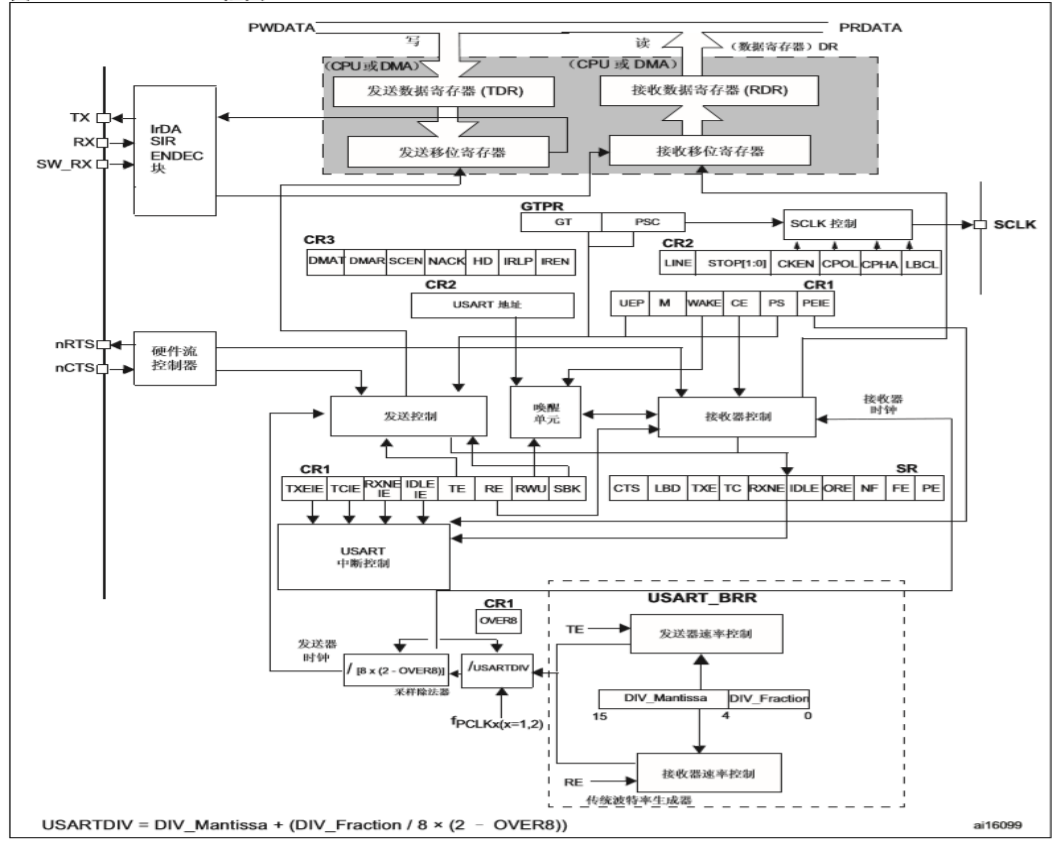 PWDATA
PRDATA
写
读
(数据寄存器) DR
(CPU 或 DMA)
(CPU 或 DMA)
发送数据寄存器 (TDR)
接收数据寄存器 (RDR)
TX
RX
SW_RX
IrDA
SIR
ENDEC
块
发送移位寄存器
接收移位寄存器
GTPR
GT
PSC
SCLK 控制
SCLK
CR3
DMAT DMAR SCEN NACK HD IRLP IREN
CR2
LINE STOP[1:0] CKEN CPOL CPHA LBCL
CR2
USART 地址
CR1
UEP M WAKE CE PS PEIE
nRTS
nCTS
硬件流
控制器
发送控制
唤醒
单元
接收器控制
接收器
时钟
CR1
TXEIE TCIE RXNE IE IDLE IE TE RE RWU SBK
SR
CTS LBD TXE TC RXNE IDLE ORE NF FE PE
USART
中断控制
CR1
OVER8
USART_BRR
TE
发送器速率控制
发送器
时钟
/ [8 x (2 - OVER8)]
/USARTDIV
采样除法器
fPCLKx(x=1,2)
DIV_Mantissa DIV_Fraction
15 4 0
RE
接收器速率控制
传统波特率生成器
USARTDIV = DIV_Mantissa + (DIV_Fraction / 8 × (2 – OVER8))
ai16099